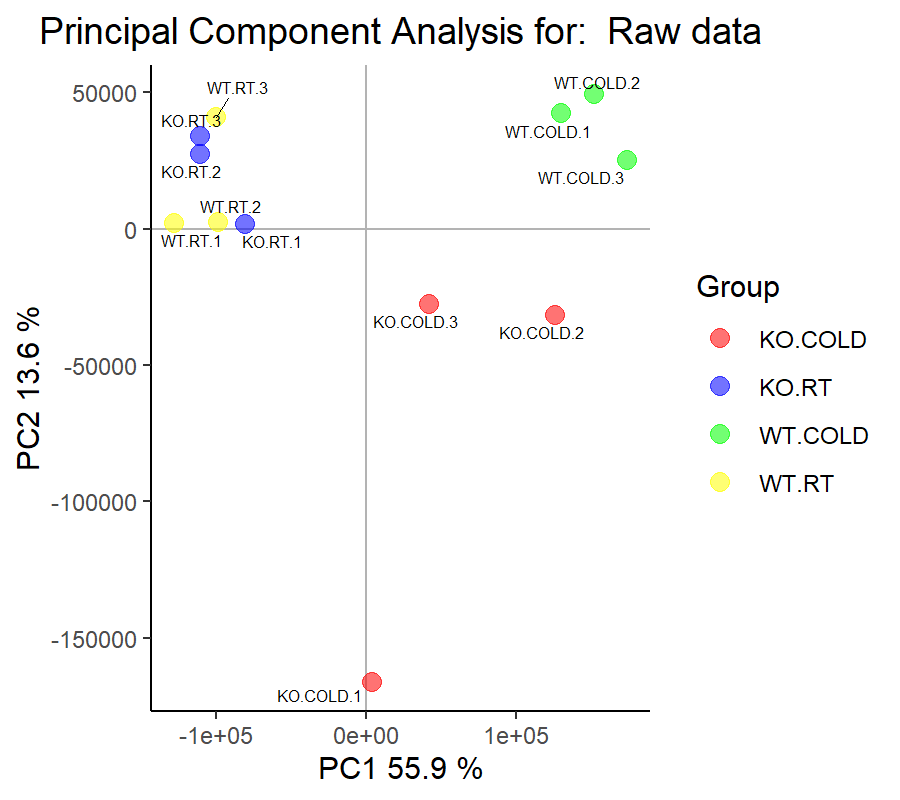 Principal Component Analysis for:  Raw data
50000
0
-50000
-100000
-150000
PC2 13.6 %
WT.RT.3
KO.RT.3
KO.RT.2
WT.RT.2
WT.RT.1
KO.RT.1
WT.COLD.2
WT.COLD.1
WT.COLD.3
KO.COLD.3
KO.COLD.2
KO.COLD.1
-1e+05
0e+00
1e+05
PC1 55.9 %
Group
KO.COLD
KO.RT
WT.COLD
WT.RT